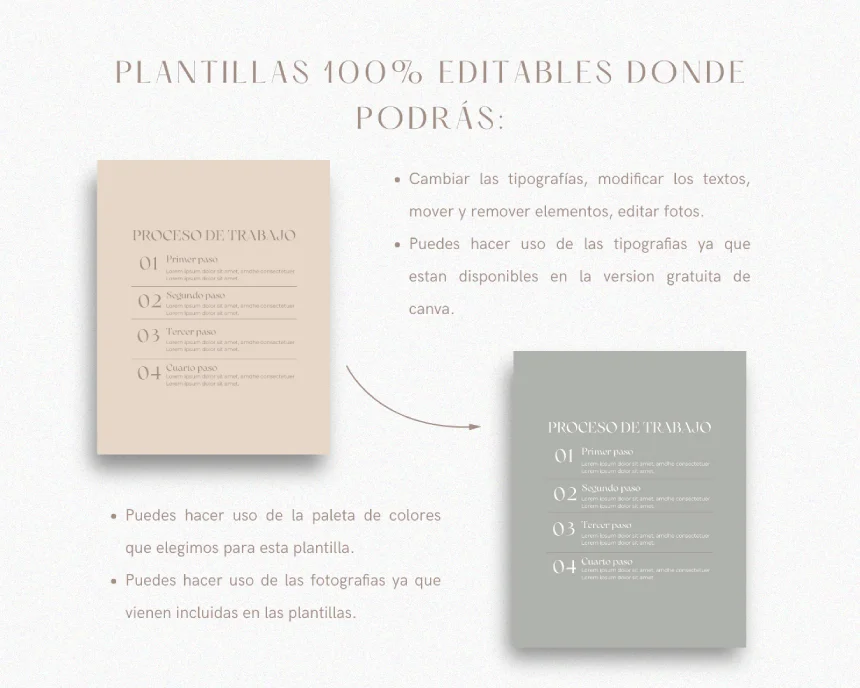 PLANTILLAS 100% EDITABLES DONDE
PODRÁS:
PROCESO DE TRABAJO
01 Primer paso
Lorem ipsum dolor sit amet, consectetuer
Lorem ipsum dolor sit amet.
02 Segundo paso
Lorem ipsum dolor sit amet, consectetuer
Lorem ipsum dolor sit amet.
03 Tercer paso
Lorem ipsum dolor sit amet, consectetuer
Lorem ipsum dolor sit amet.
04 Cuarto paso
Lorem ipsum dolor sit amet, consectetuer
Lorem ipsum dolor sit amet.
• Cambiar las tipografías, modificar los textos,
mover y remover elementos, editar fotos.
• Puedes hacer uso de las tipografias ya que
estan disponibles en la version gratuita de
canva.
PROCESO DE TRABAJO
01 Primer paso
Lorem ipsum dolor sit amet, consectetuer
Lorem ipsum dolor sit amet.
02 Segundo paso
Lorem ipsum dolor sit amet, consectetuer
Lorem ipsum dolor sit amet.
03 Tercer paso
Lorem ipsum dolor sit amet, consectetuer
Lorem ipsum dolor sit amet.
04 Cuarto paso
Lorem ipsum dolor sit amet, consectetuer
Lorem ipsum dolor sit amet.
• Puedes hacer uso de la paleta de colores
que elegimos para esta plantilla.
• Puedes hacer uso de las fotografias ya que
vienen incluidas en las plantillas.